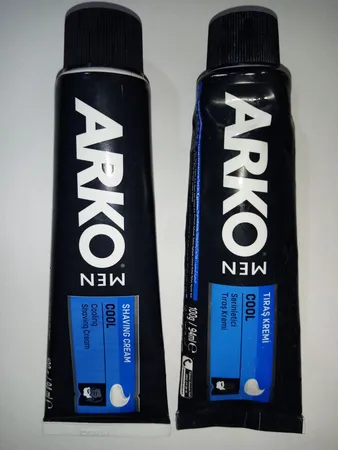 ARKO
MEN
SHAVING CREAM
COOL
Cooling
Shaving Cream
ARKO
MEN
TIRAŞ KREMİ
COOL
Serinletici
Tıraş Kremi
100g / 94ml e